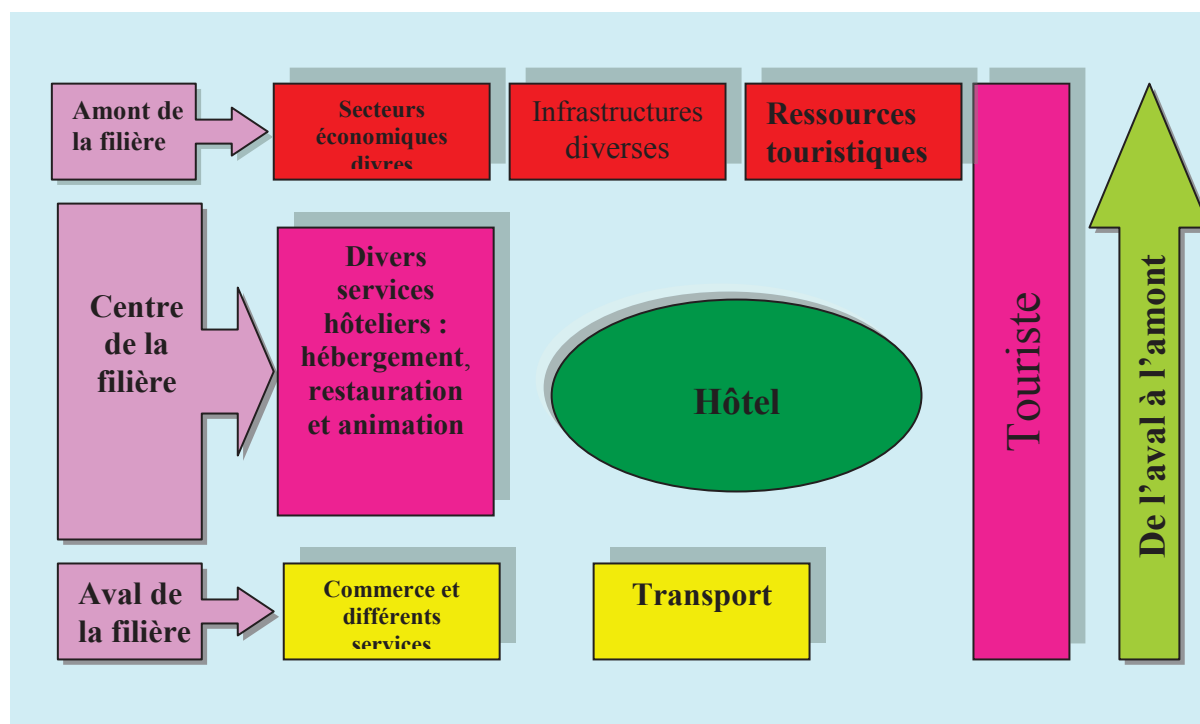 Amont de
la filière
Secteurs
économiques
divres
Infrastructures
diverses
Ressources
touristiques
Centre
de la
filière
Divers
services
hôteliers :
hébergement,
restauration
et animation
Hôtel
Touriste
De l'aval à l'amont
Aval de
la filière
Commerce et
différents
services
Transport